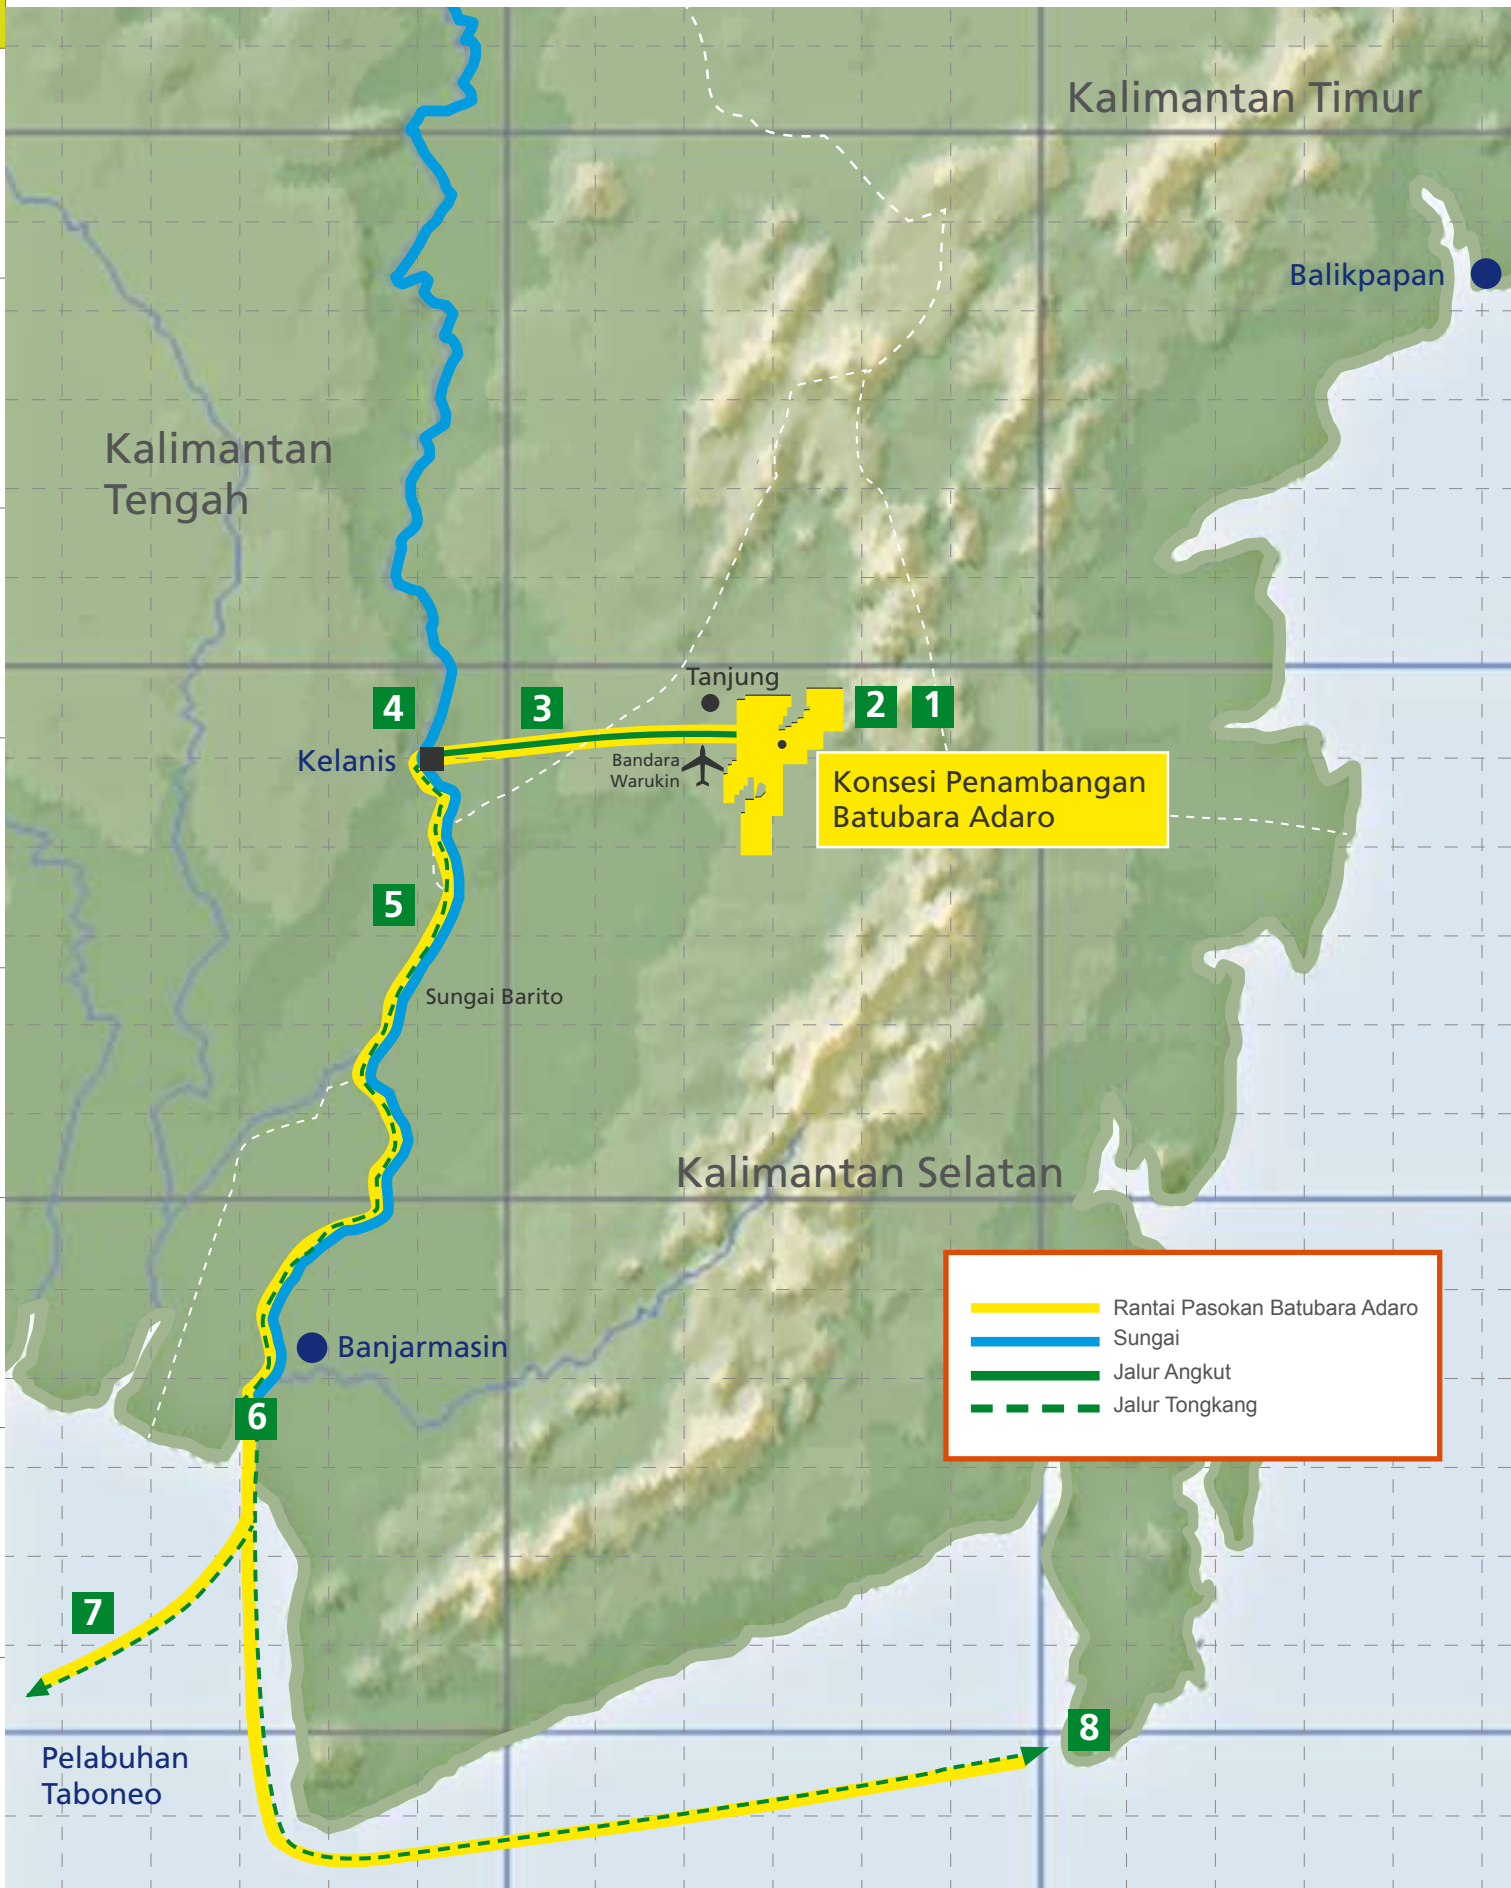 Kalimantan Timur
Balikpapan
Kalimantan
Tengah
Tanjung
4
3
2
1
Kelanis
Bandara
Warukin
Konsesi Penambangan
Batubara Adaro
5
Sungai Barito
Kalimantan Selatan
Rantai Pasokan Batubara Adaro
Sungai
Jalur Angkut
Jalur Tongkang
Banjarmasin
6
7
8
Pelabuhan
Taboneo